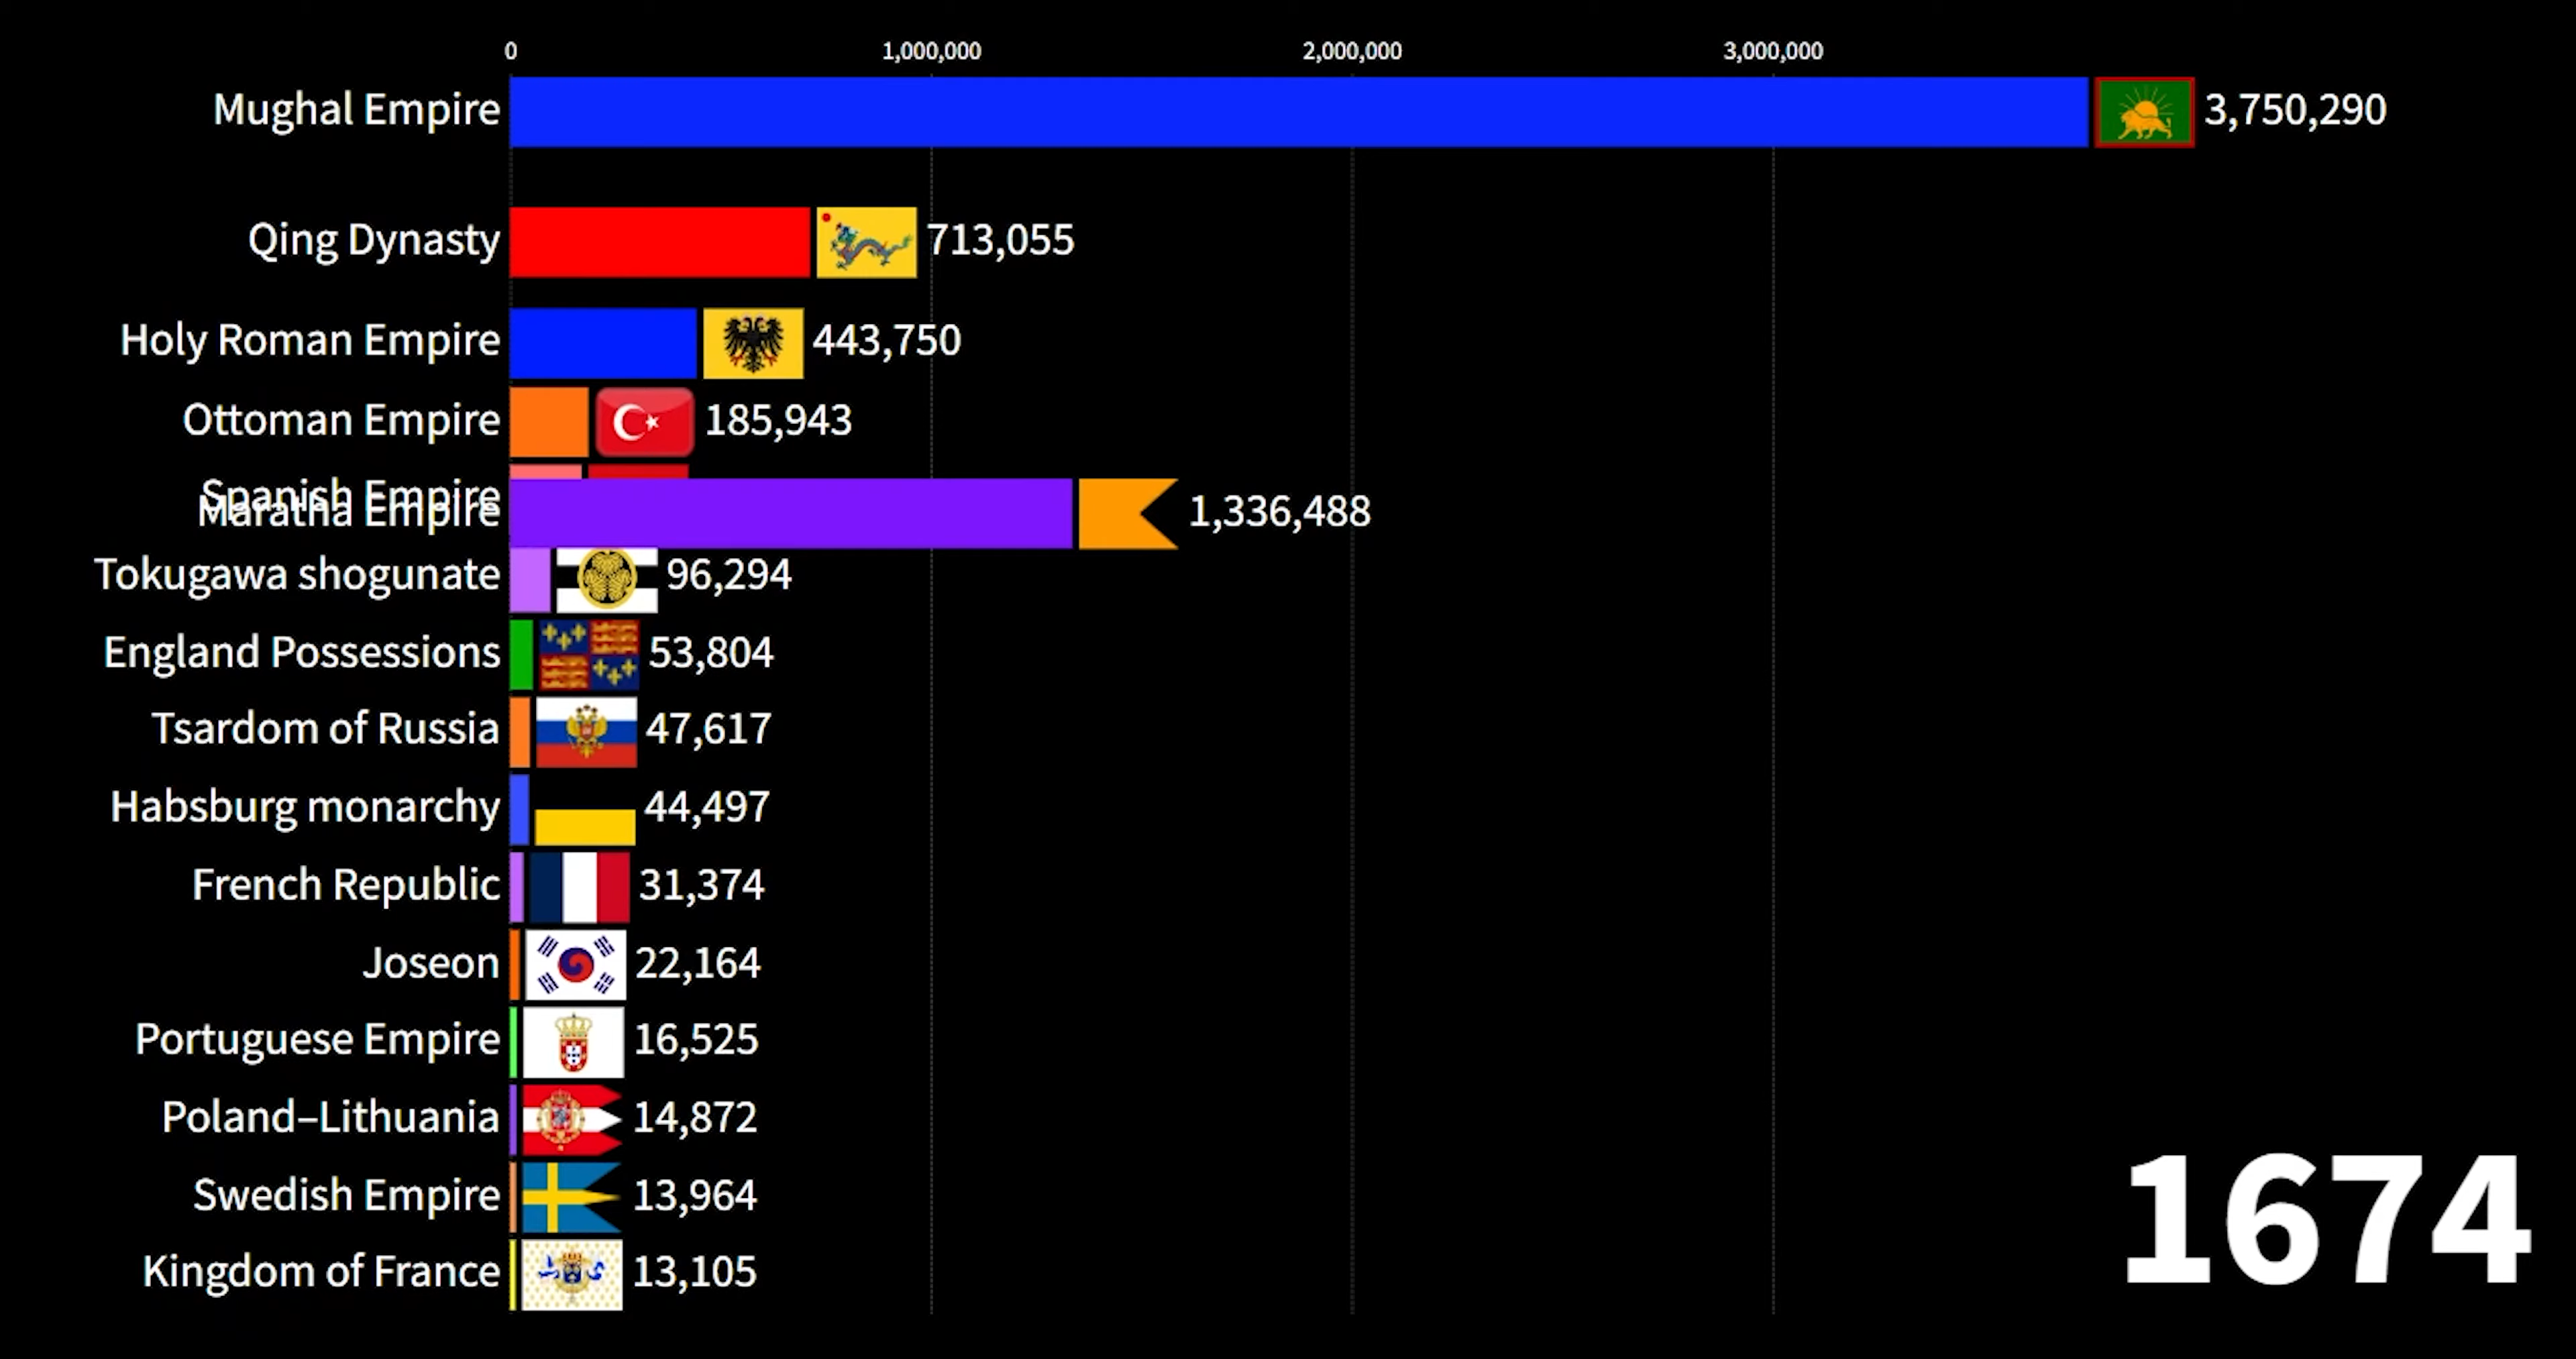 0 1,000,000 2,000,000 3,000,000
Mughal Empire 3,750,290
Qing Dynasty 713,055
Holy Roman Empire 443,750
Ottoman Empire 185,943
Spanish Empire
Maratha Empire 1,336,488
Tokugawa shogunate 96,294
England Possessions 53,804
Tsardom of Russia 47,617
Habsburg monarchy 44,497
French Republic 31,374
Joseon 22,164
Portuguese Empire 16,525
Poland–Lithuania 14,872
Swedish Empire 13,964
Kingdom of France 13,105
1674